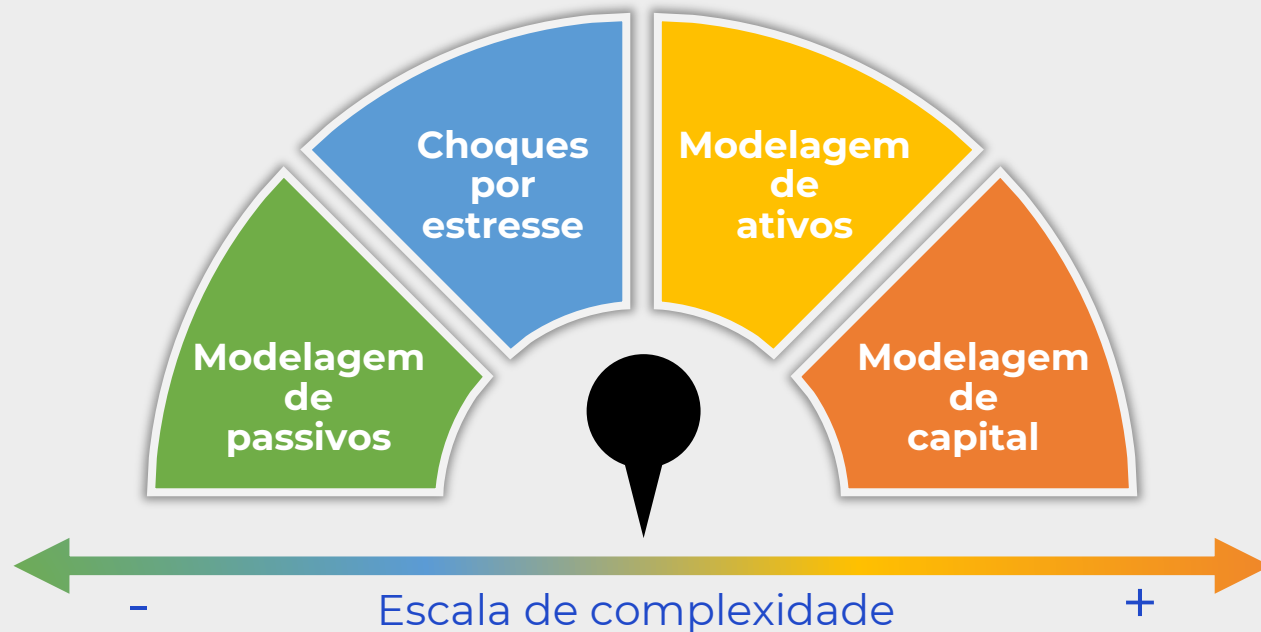 Choques
por
estresse
Modelagem
de
ativos
Modelagem
de
passivos
Modelagem
de
capital
-
Escala de complexidade
+